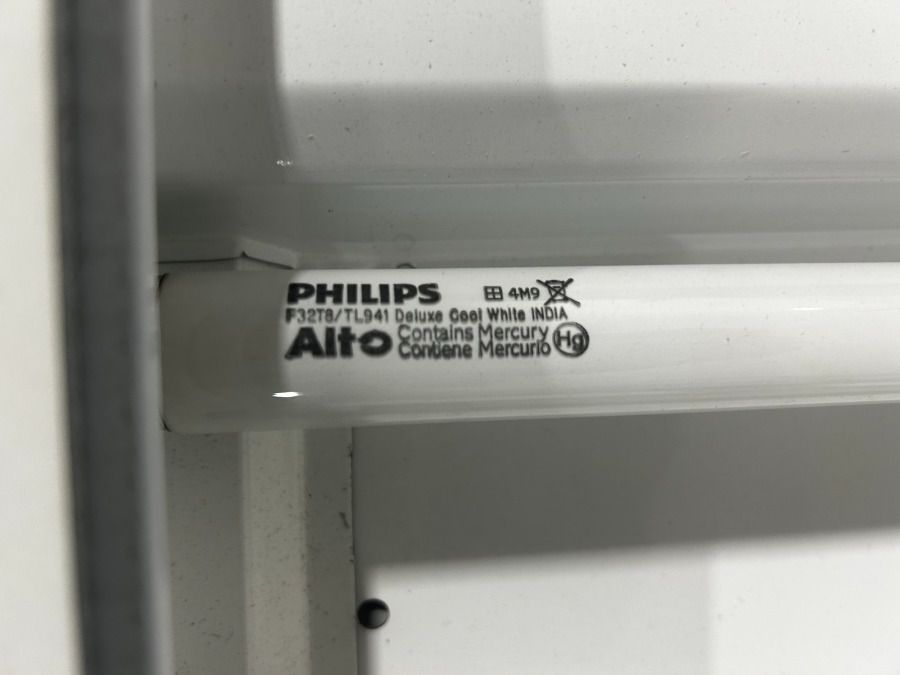 PHILIPS 4M9
F32T8/TL941 Deluxe Cool White INDIA
Alto Contains Mercury
Contiene Mercurio Hg